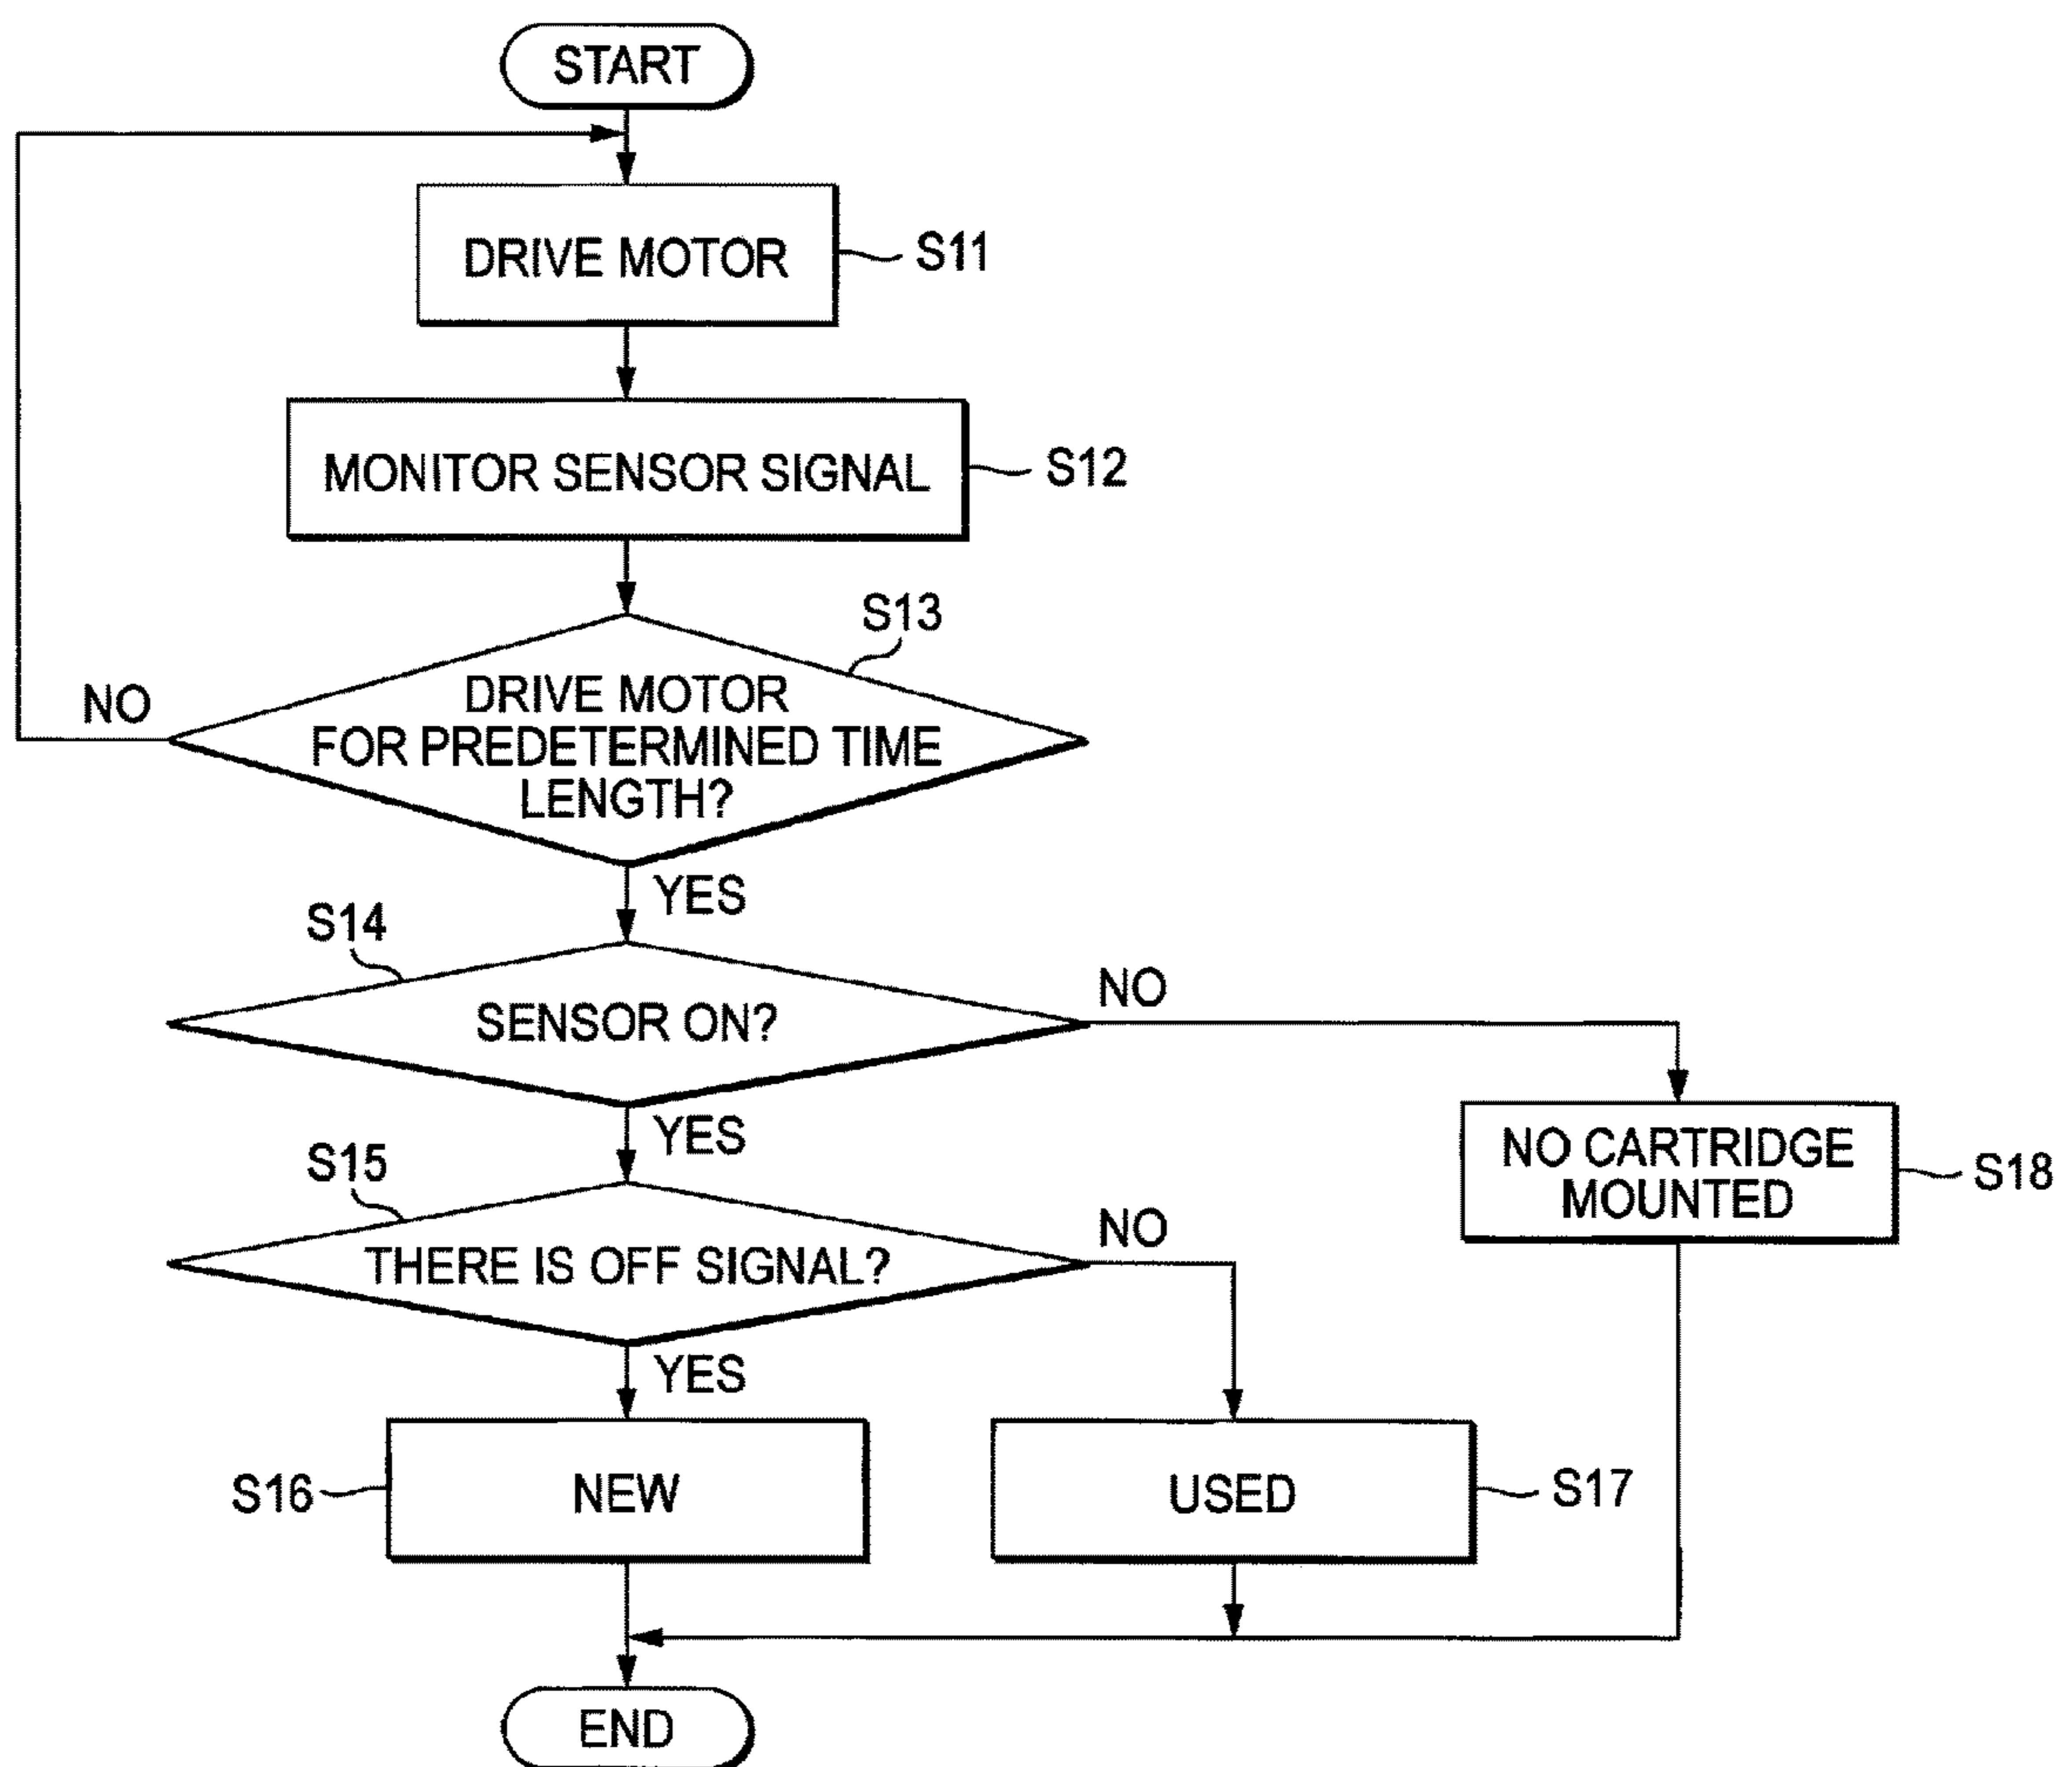 START
DRIVE MOTOR
S11
MONITOR SENSOR SIGNAL
S12
S13
DRIVE MOTOR
FOR PREDETERMINED TIME
LENGTH?
NO
YES
S14
SENSOR ON?
NO
YES
NO CARTRIDGE
MOUNTED
S18
S15
THERE IS OFF SIGNAL?
NO
YES
S16
NEW
USED
S17
END